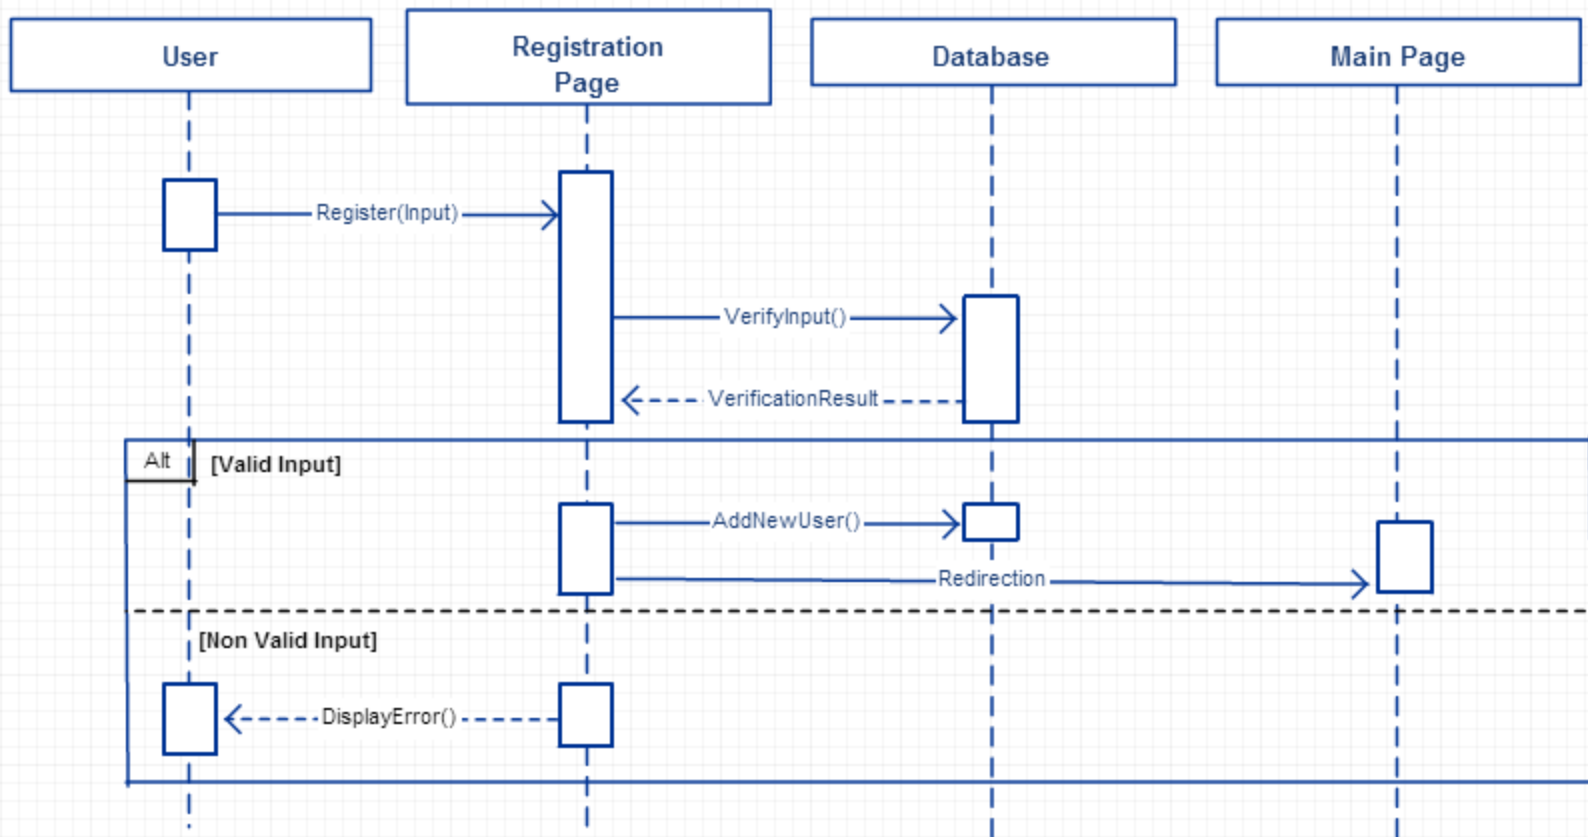 User
Registration
Page
Database
Main Page
Register(Input)
VerifyInput()
VerificationResult
Alt
[Valid Input]
AddNewUser()
Redirection
[Non Valid Input]
DisplayError()